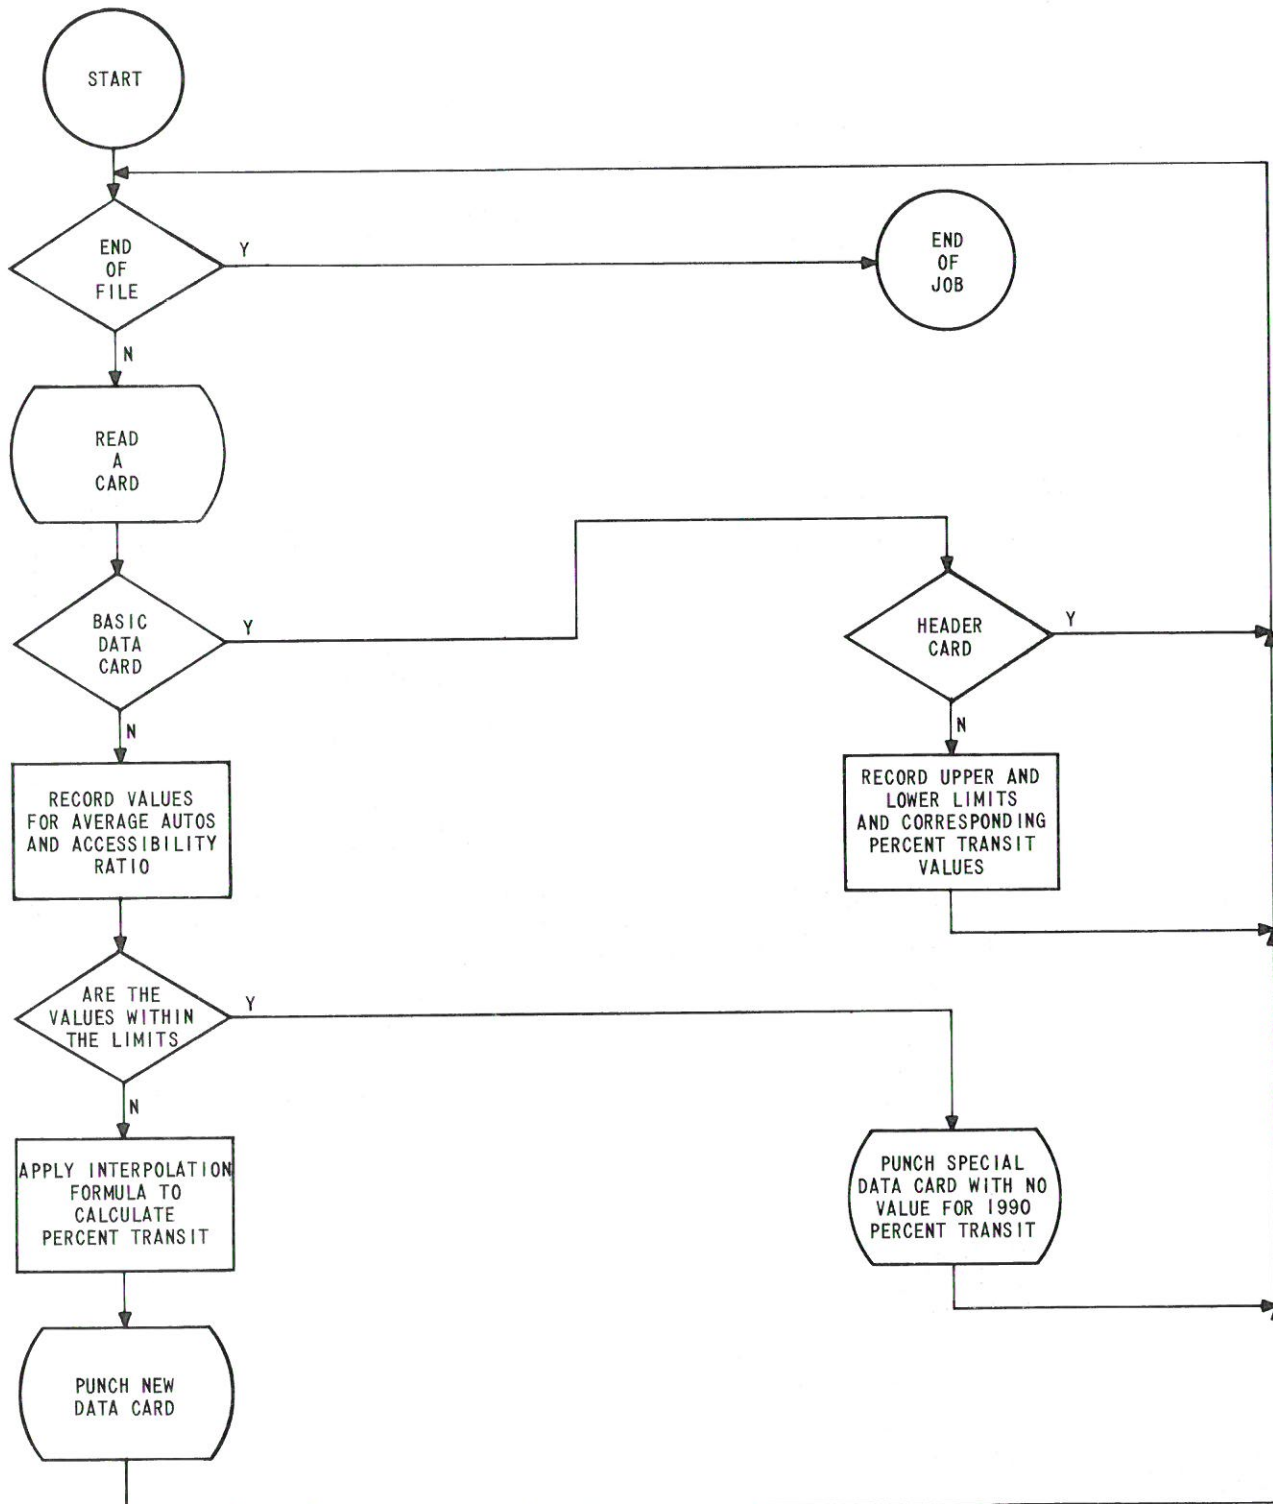 START
END
OF
FILE
Y
END
OF
JOB
N
READ
A
CARD
BASIC
DATA
CARD
Y
HEADER
CARD
Y
N
RECORD VALUES
FOR AVERAGE AUTOS
AND ACCESSIBILITY
RATIO
N
RECORD UPPER AND
LOWER LIMITS
AND CORRESPONDING
PERCENT TRANSIT
VALUES
ARE THE
VALUES WITHIN
THE LIMITS
Y
N
APPLY INTERPOLATION
FORMULA TO
CALCULATE
PERCENT TRANSIT
PUNCH SPECIAL
DATA CARD WITH NO
VALUE FOR 1990
PERCENT TRANSIT
PUNCH NEW
DATA CARD